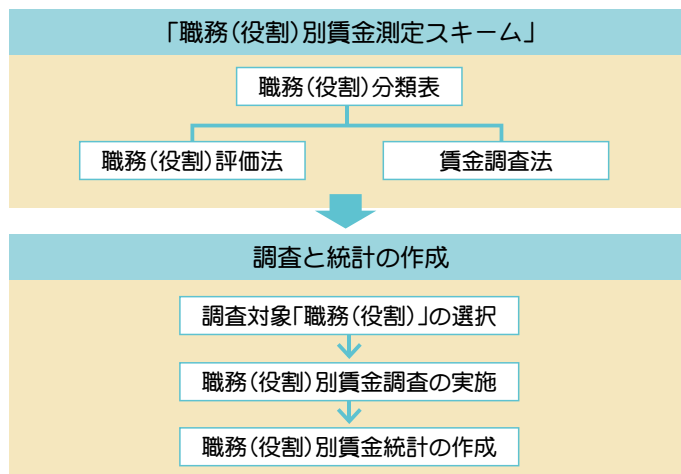 「職務(役割)別賃金測定スキーム」
職務(役割)分類表
職務(役割)評価法
賃金調査法
調査と統計の作成
調査対象「職務(役割)」の選択
職務(役割)別賃金調査の実施
職務(役割)別賃金統計の作成